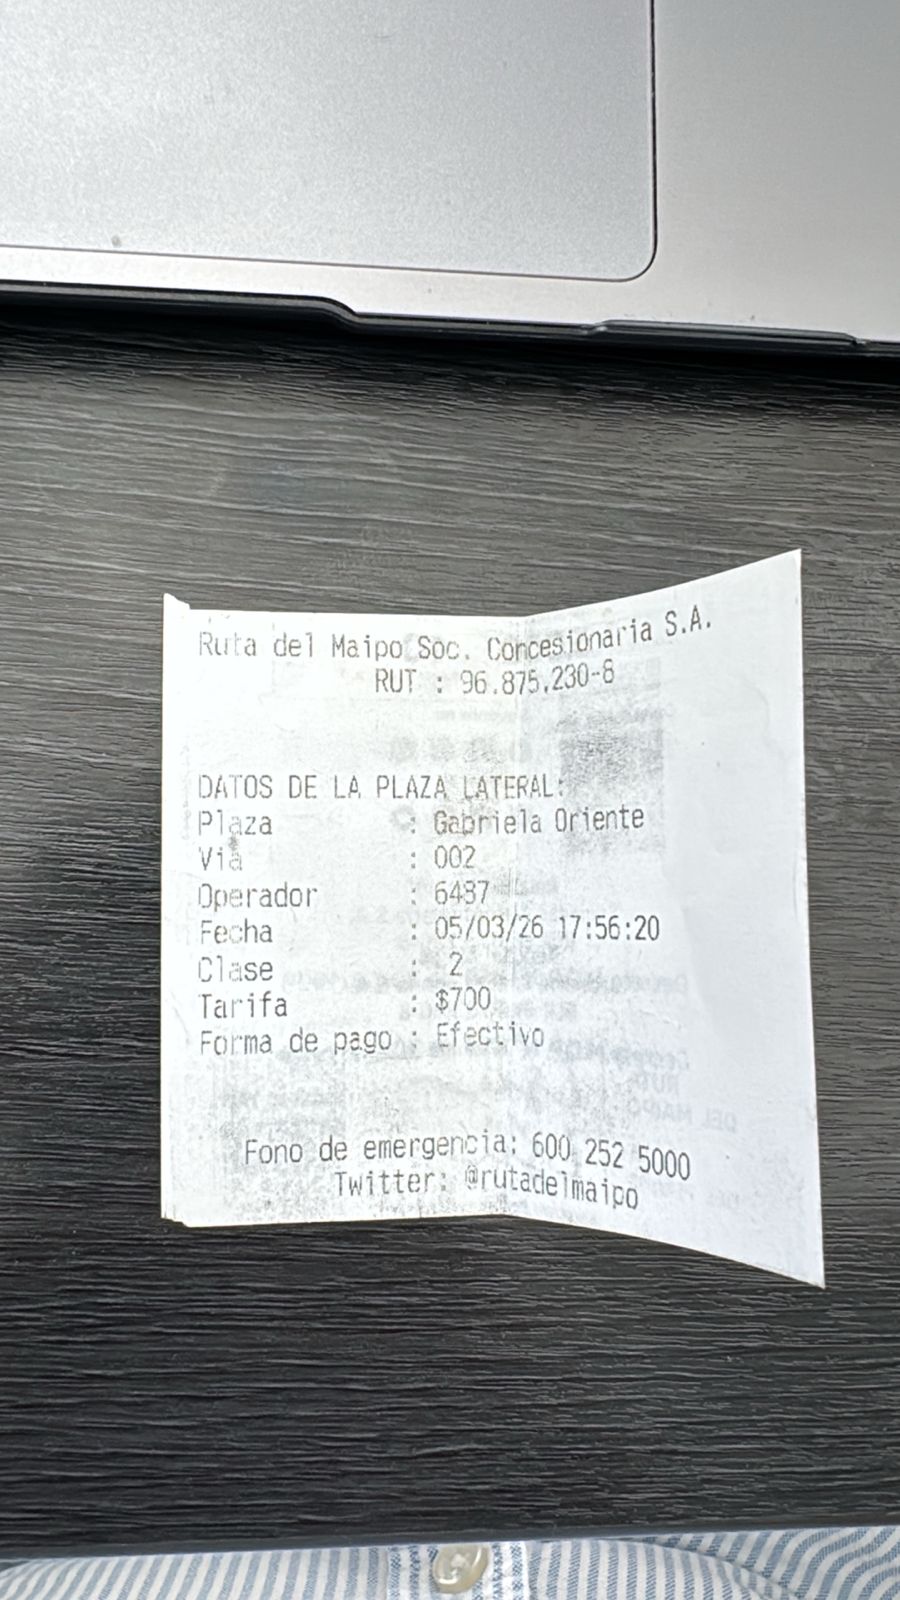 Ruta del Maipo Soc. Concesionaria S.A.
RUT : 96.875.230-8
DATOS DE LA PLAZA LATERAL:
Plaza : Gabriela Oriente
Via : 002
Operador : 6487
Fecha : 05/03/26 17:56:20
Clase : 2
Tarifa : $700
Forma de pago : Efectivo
Fono de emergencia: 600 252 5000
Twitter: @rutadelmaipo